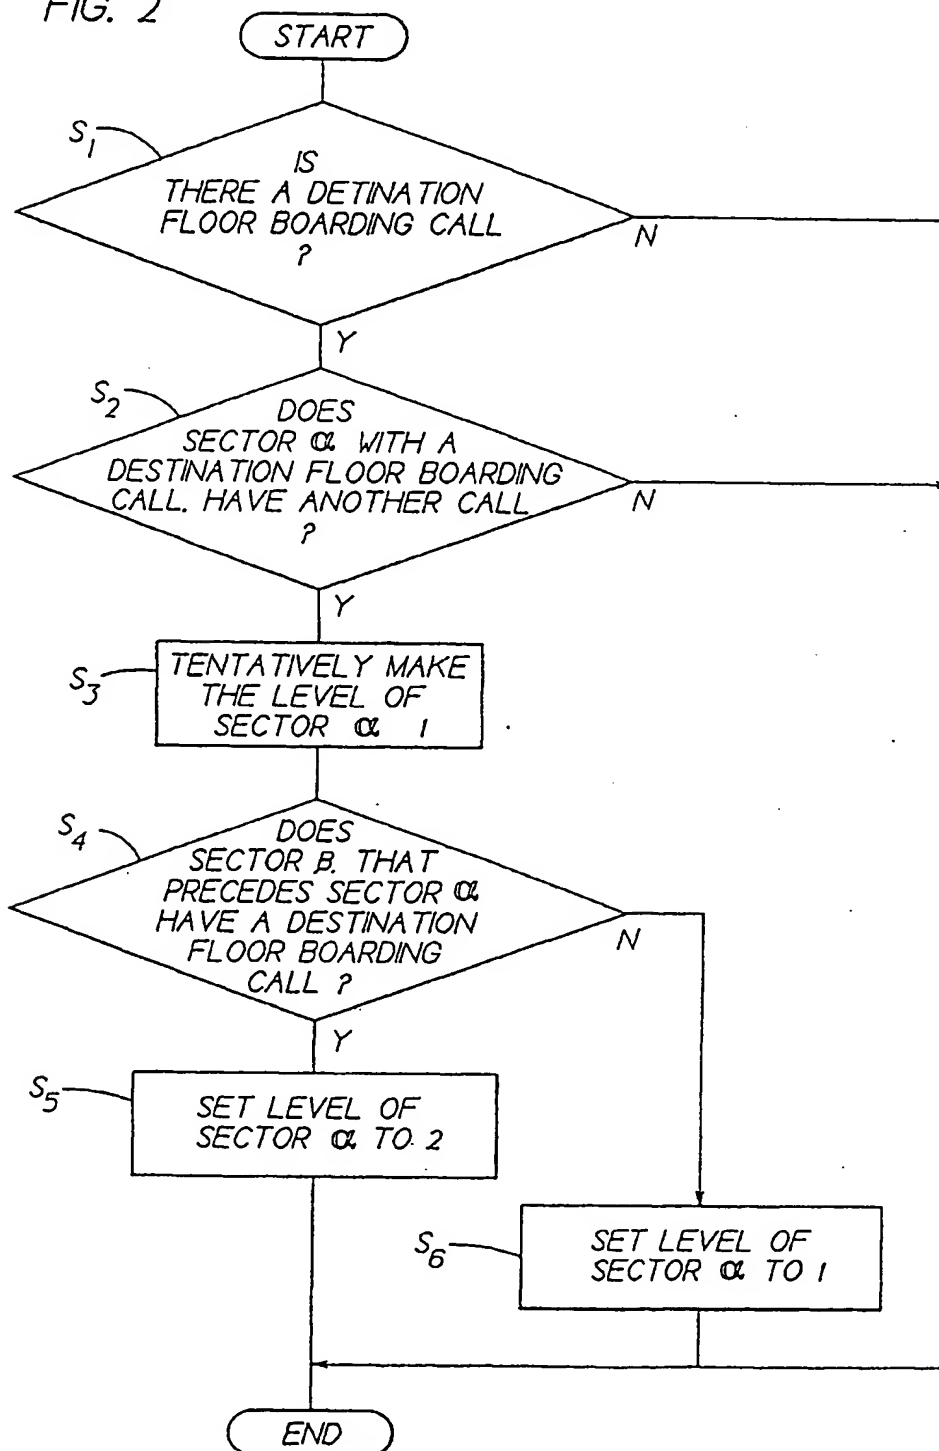 FIG. 2
START
S1
IS
THERE A DETINATION
FLOOR BOARDING CALL
?
N
Y
S2
DOES
SECTOR α WITH A
DESTINATION FLOOR BOARDING
CALL. HAVE ANOTHER CALL
?
N
Y
S3
TENTATIVELY MAKE
THE LEVEL OF
SECTOR α 1
S4
DOES
SECTOR β. THAT
PRECEDES SECTOR α
HAVE A DESTINATION
FLOOR BOARDING
CALL ?
N
Y
S5
SET LEVEL OF
SECTOR α TO 2
S6
SET LEVEL OF
SECTOR α TO 1
END